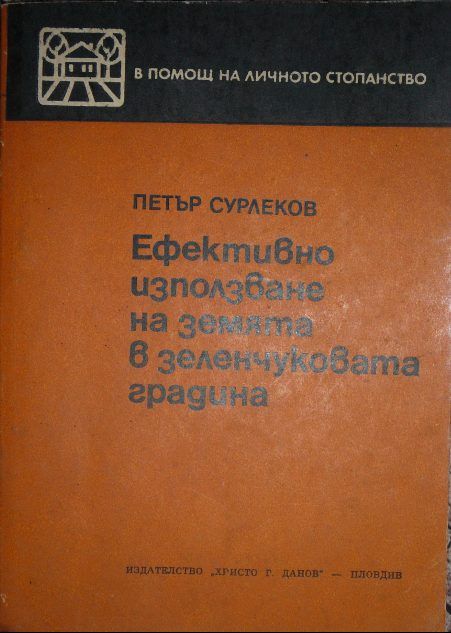 В ПОМОЩ НА ЛИЧНОТО СТОПАНСТВО
ПЕТЪР СУРЛЕКОВ
Ефективно
използване
на земята
в зеленчуковата
градина
ИЗДАТЕЛСТВО „ХРИСТО Г. ДАНОВ" — ПЛОВДИВ